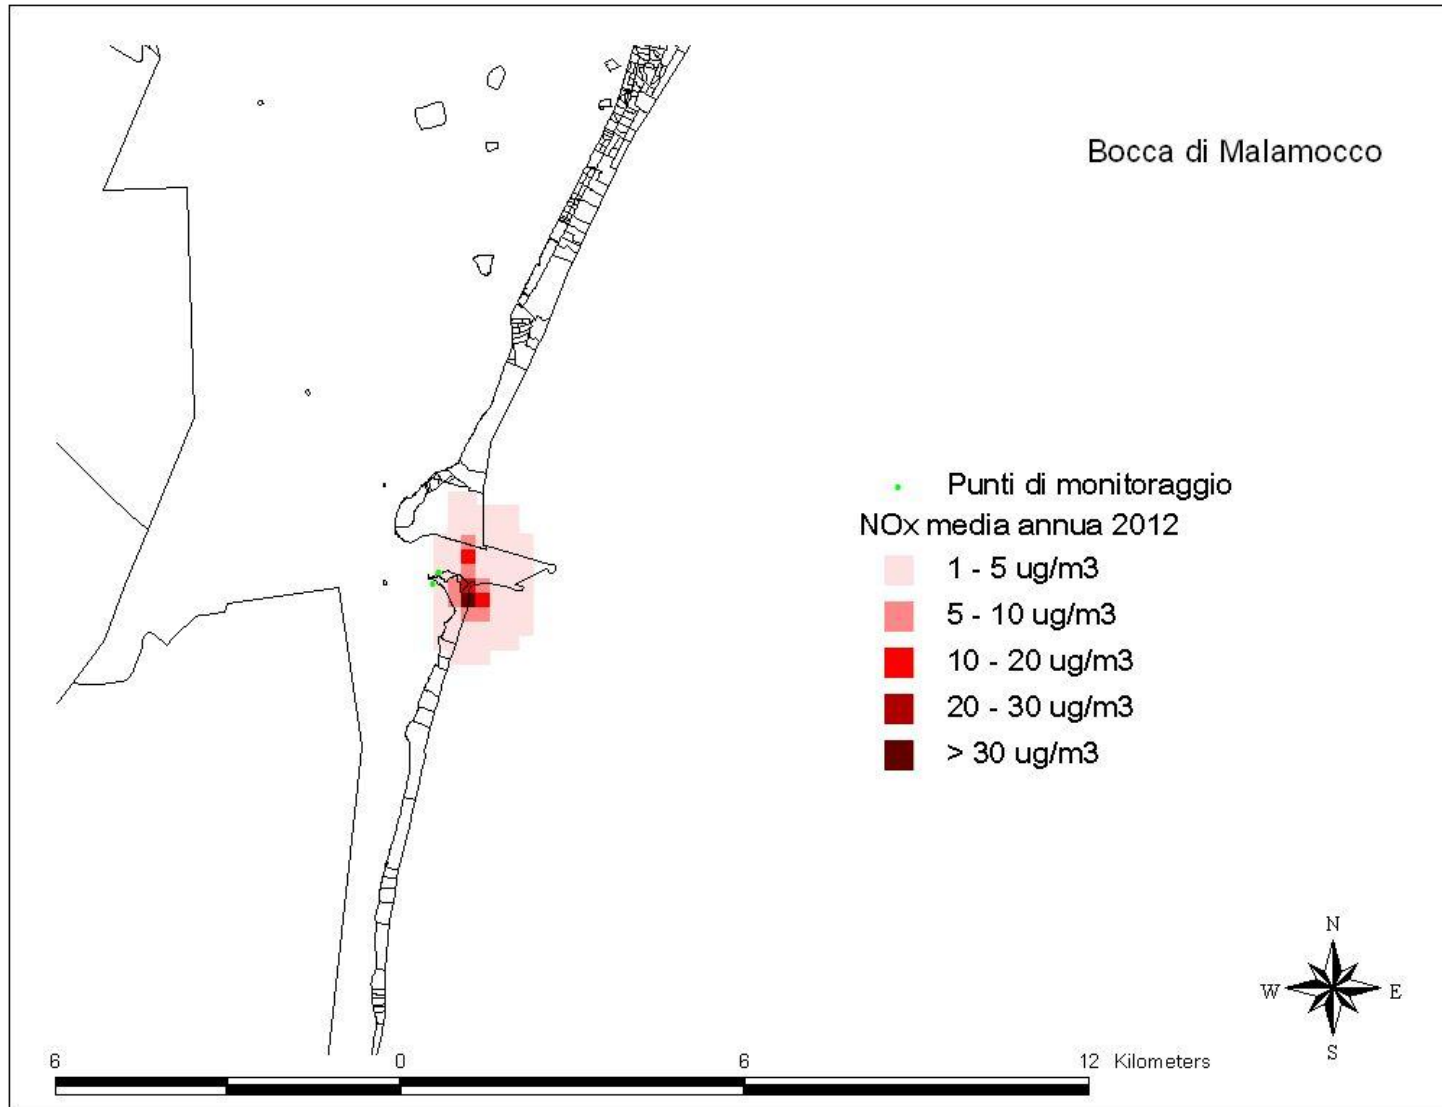 Bocca di Malamocco
Punti di monitoraggio
NOx media annua 2012
1 - 5 ug/m3
5 - 10 ug/m3
10 - 20 ug/m3
20 - 30 ug/m3
> 30 ug/m3
N
W E
S
6 0 6 12 Kilometers